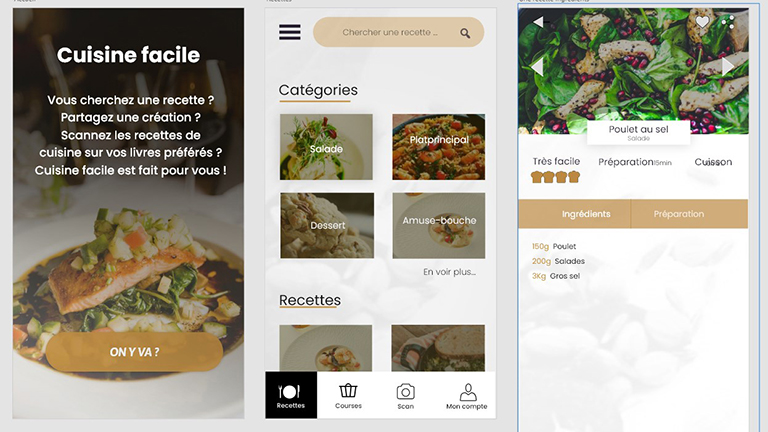 Recettes
Cuisine facile
Vous cherchez une recette ?
Partagez une création ?
Scannez les recettes de
cuisine sur vos livres préférés ?
Cuisine facile est fait pour vous !
ON Y VA ?
Chercher une recette ...
Catégories
Salade
Platprincipal
Dessert
Amuse-bouche
En voir plus...
Recettes
Recettes
Courses
Scan
Mon compte
Poulet au sel
Salade
Très facile
Préparation 15min
Cuisson
Ingrédients
Préparation
150g Poulet
200g Salades
3Kg Gros sel